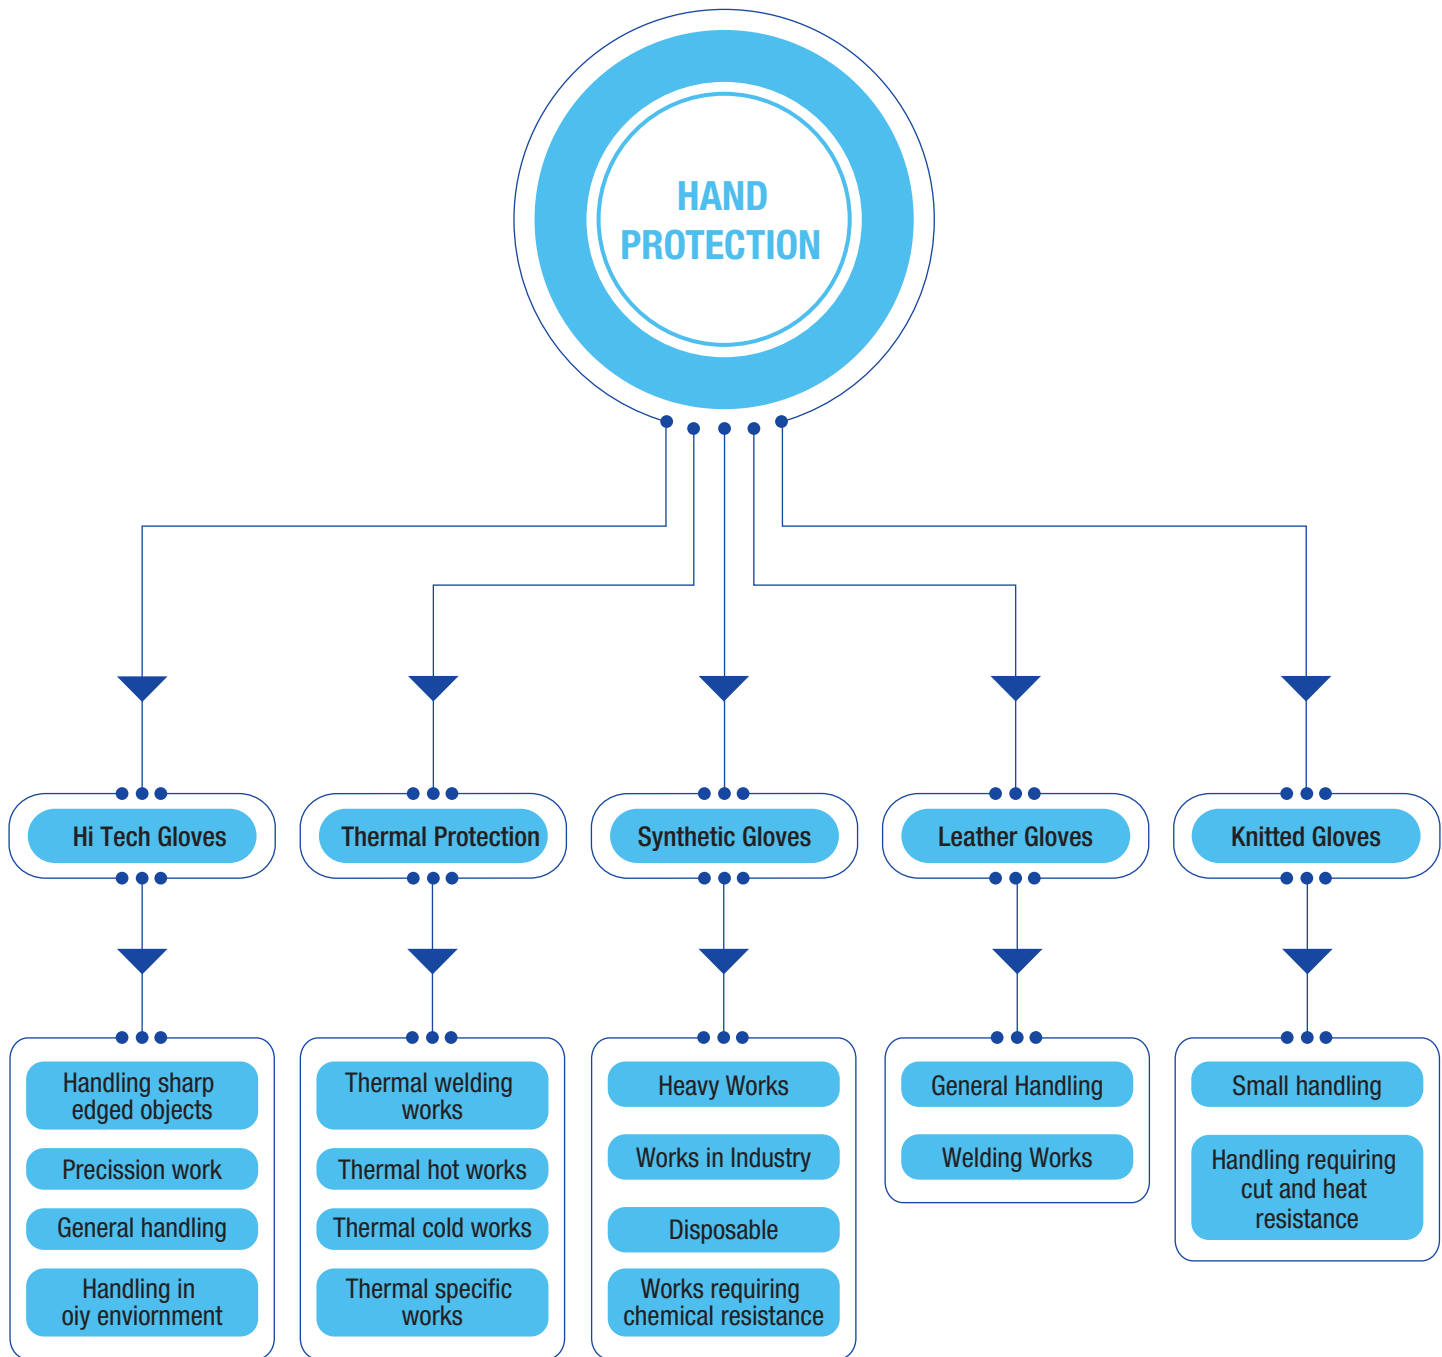 HAND
PROTECTION
Hi Tech Gloves
Thermal Protection
Synthetic Gloves
Leather Gloves
Knitted Gloves
Handling sharp
edged objects
Precission work
General handling
Handling in
oiy enviornment
Thermal welding
works
Thermal hot works
Thermal cold works
Thermal specific
works
Heavy Works
Works in Industry
Disposable
Works requiring
chemical resistance
General Handling
Welding Works
Small handling
Handling requiring
cut and heat
resistance